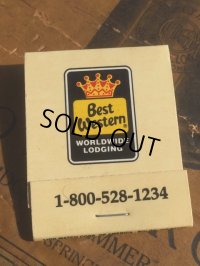 Best
Western
SOLD OUT
WORLDWIDE
LODGING
1-800-528-1234